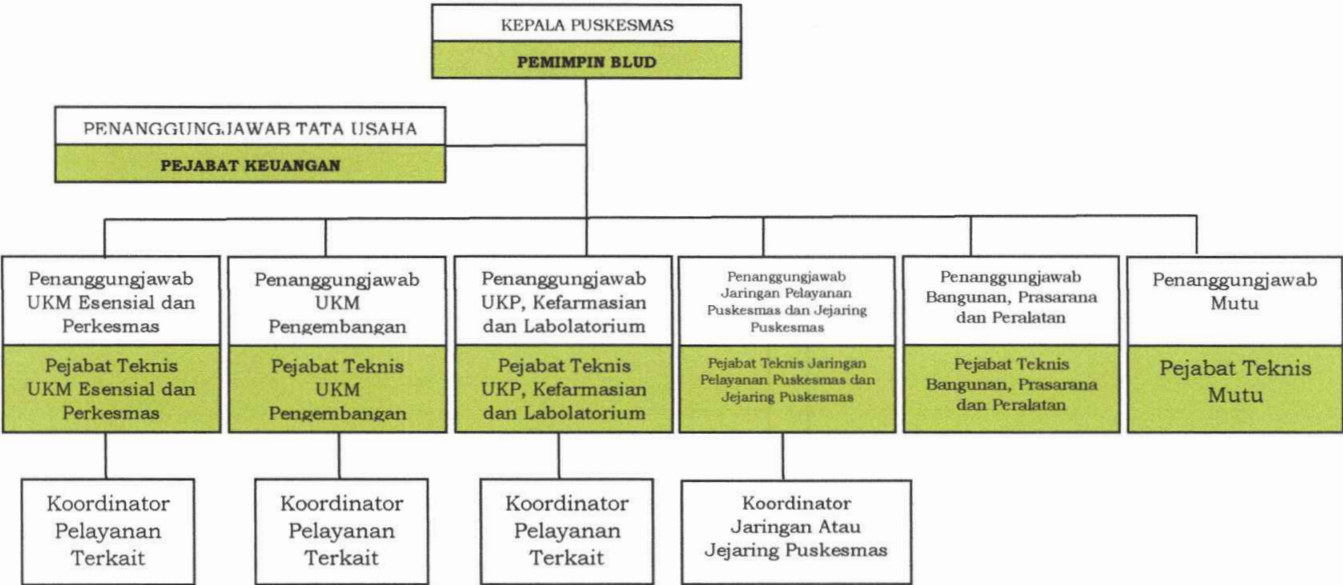 KEPALA PUSKESMAS
PEMIMPIN BLUD
PENANGGUNGJAWAB TATA USAHA
PEJABAT KEUANGAN
Penanggungjawab
UKM Esensial dan
Perkesmas
Pejabat Teknis
UKM Esensial dan
Perkesmas
Penanggungjawab
UKM
Pengembangan
Pejabat Teknis
UKM
Pengembangan
Penanggungjawab
UKP, Kefarmasian
dan Labolatorium
Pejabat Teknis
UKP, Kefarmasian
dan Labolatorium
Penanggungjawab
Jaringan Pelayanan
Puskesmas dan Jejaring
Puskesmas
Pejabat Teknis Jaringan
Pelayanan Puskesmas dan
Jejaring Puskesmas
Penanggungjawab
Bangunan, Prasarana
dan Peralatan
Pejabat Teknis
Bangunan, Prasarana
dan Peralatan
Penanggungjawab
Mutu
Pejabat Teknis
Mutu
Koordinator
Pelayanan
Terkait
Koordinator
Pelayanan
Terkait
Koordinator
Pelayanan
Terkait
Koordinator
Jaringan Atau
Jejaring Puskesmas